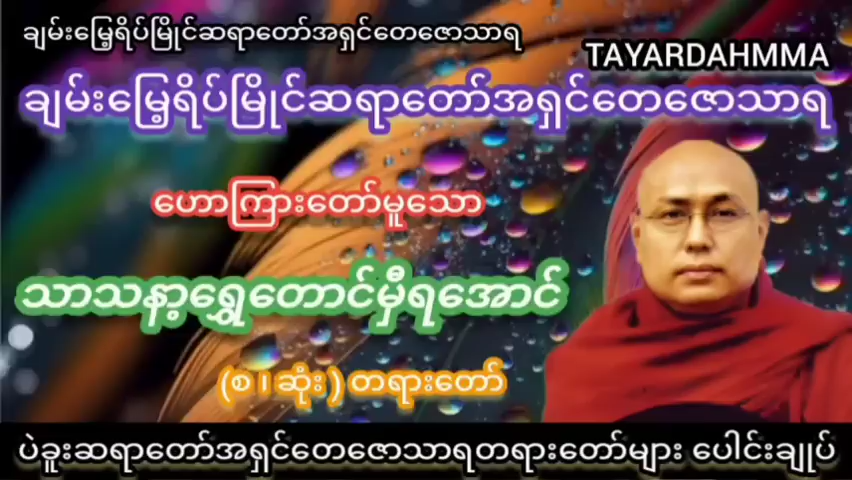 ချမ်းမြေ့ရိပ်မြိုင်ဆရာတော်အရှင်တေဇောသာရ
TAYARDAHMMA
ချမ်းမြေ့ရိပ်မြိုင်ဆရာတော်အရှင်တေဇောသာရ
ဟောကြားတော်မူသော
သာသနာ့ရွှေတောင်မှီရအောင်
(စ ၊ ဆုံး ) တရားတော်
ပဲခူးဆရာတော်အရှင်တေဇောသာရတရားတော်များ ပေါင်းချုပ်